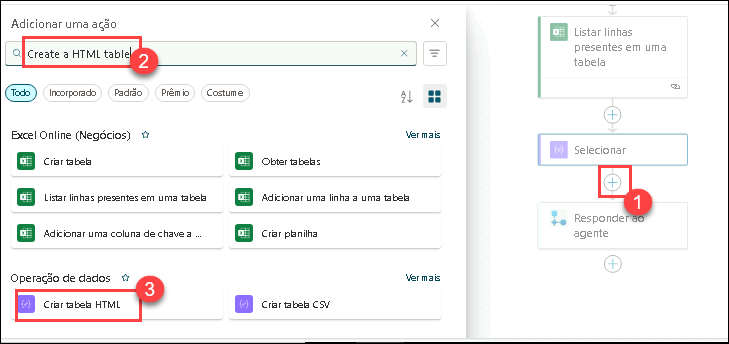 Adicionar uma ação
Create a HTML table
2
Todo
Incorporado
Padrão
Prêmio
Costume
Excel Online (Negócios)
Ver mais
Criar tabela
Obter tabelas
Listar linhas presentes em uma tabela
Adicionar uma linha a uma tabela
Adicionar uma coluna de chave a ...
Criar planilha
Operação de dados
Ver mais
3
Criar tabela HTML
Criar tabela CSV
Listar linhas
presentes em uma
tabela
Selecionar
1
Responder ao
agente